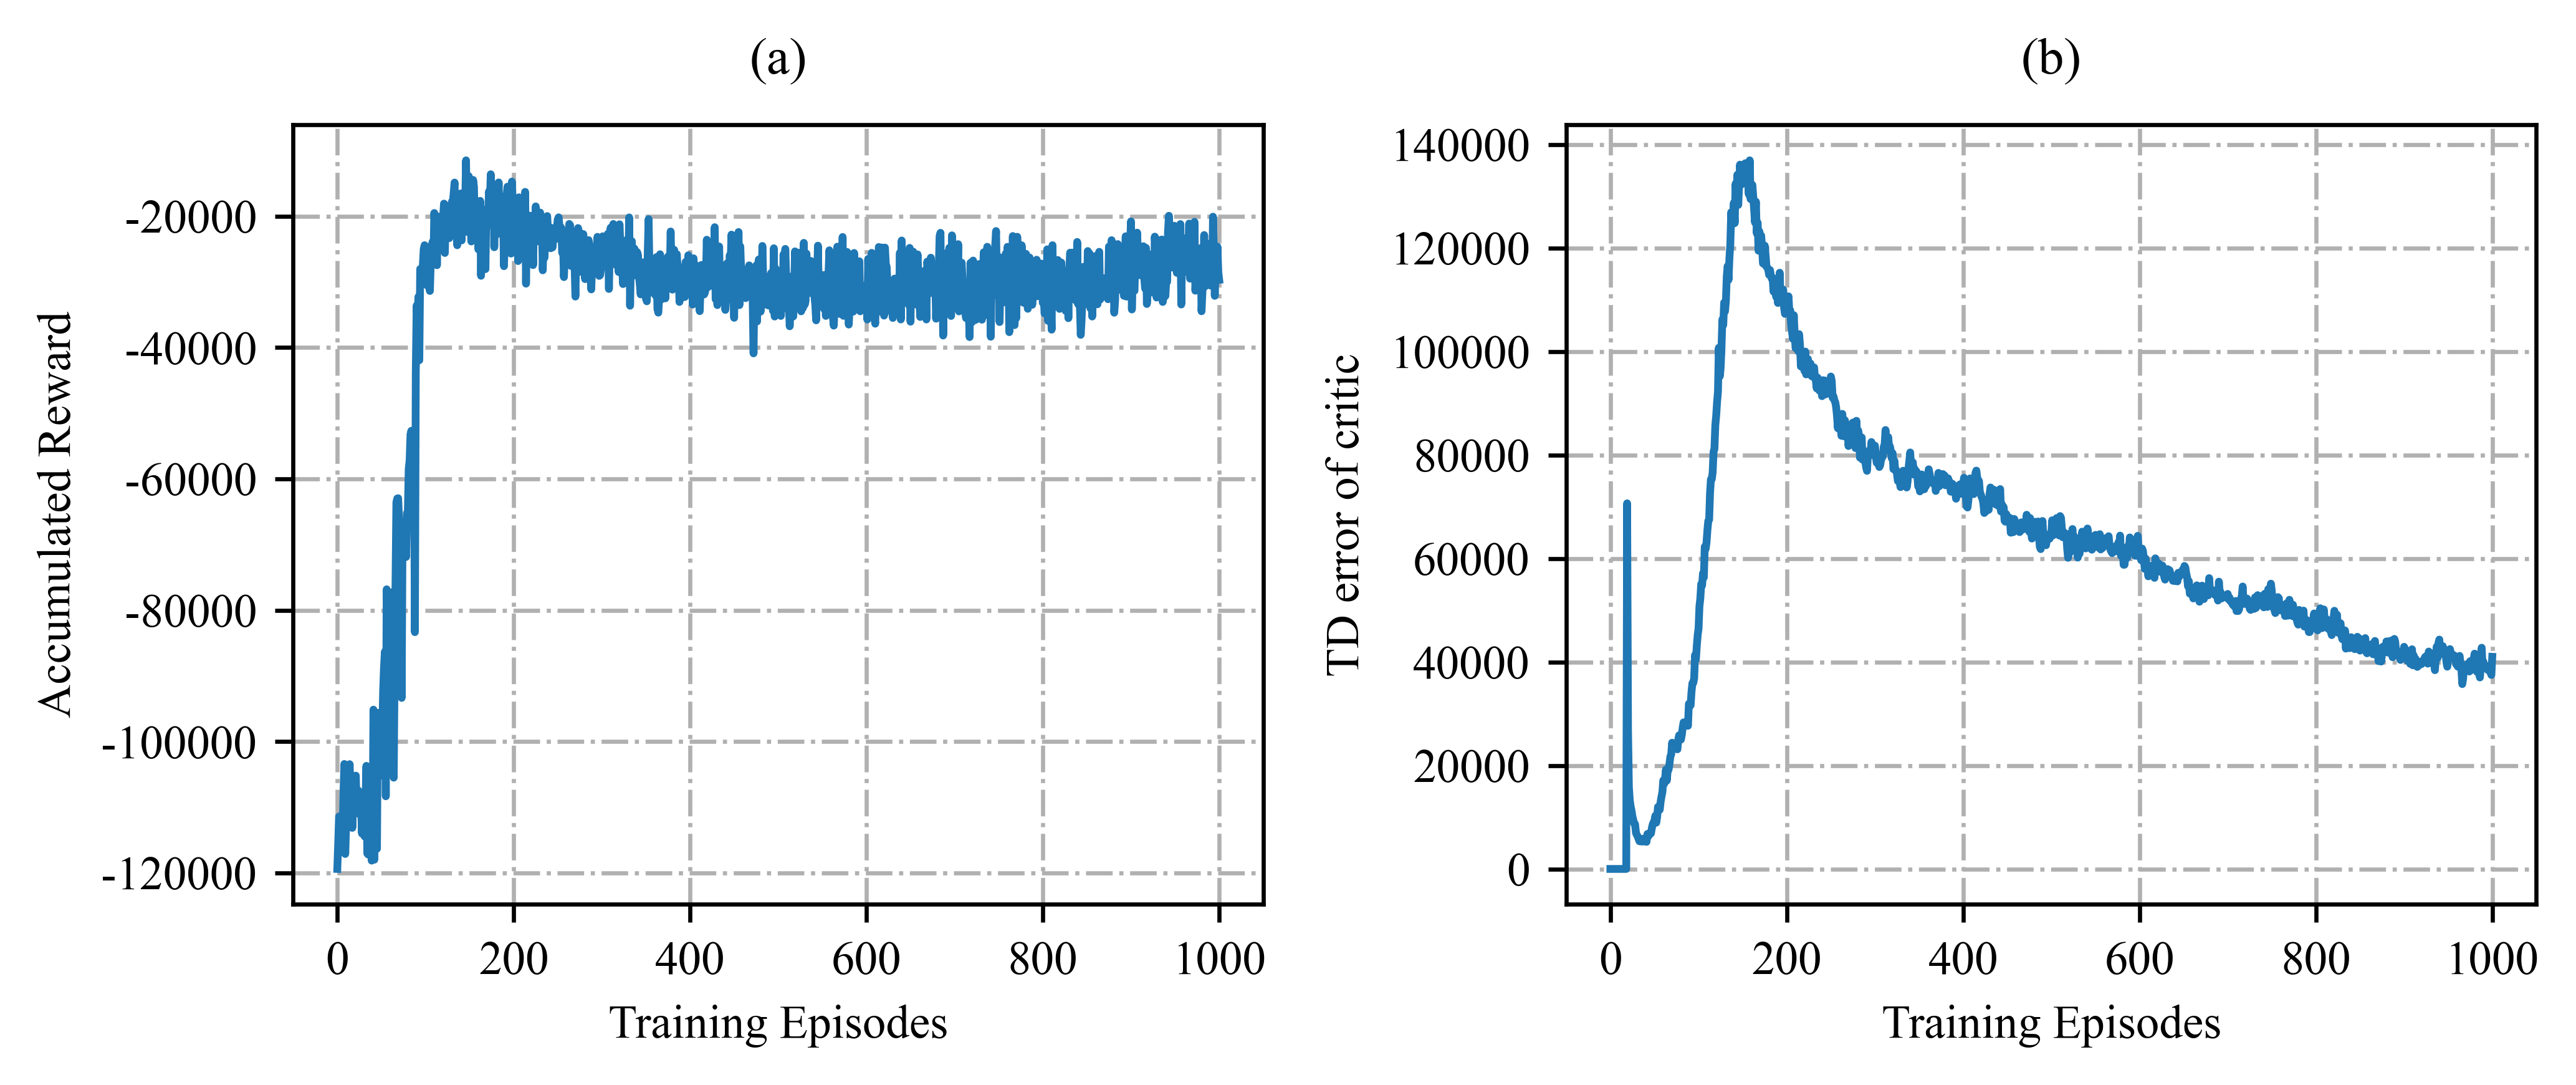 (a)
Accumulated Reward
-20000
-40000
-60000
-80000
-100000
-120000
0 200 400 600 800 1000
Training Episodes
(b)
TD error of critic
140000
120000
100000
80000
60000
40000
20000
0
0 200 400 600 800 1000
Training Episodes